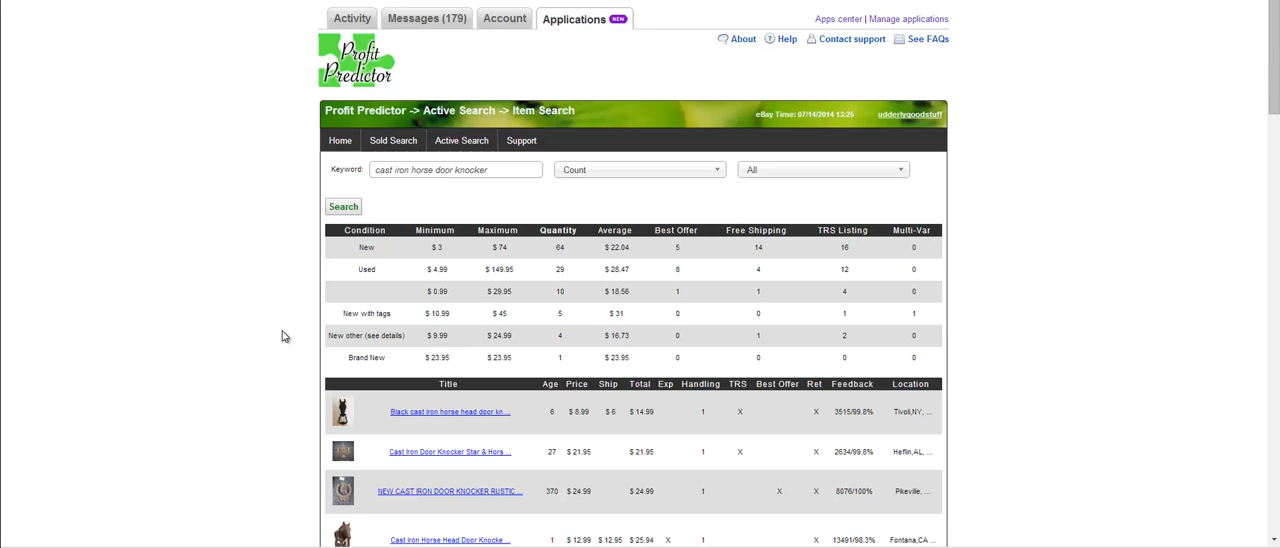 Activity Messages (179) Account Applications NEW
Apps center | Manage applications
About Help Contact support See FAQs
Profit
Predictor
Profit Predictor -> Active Search -> Item Search
eBay Time: 07/14/2014 13:25 udderlygoodstuff
Home Sold Search Active Search Support
Keyword: cast iron horse door knocker Count All
Search
Condition Minimum Maximum Quantity Average Best Offer Free Shipping TRS Listing Multi-Var
New $ 3 $ 74 64 $ 22.04 5 14 16 0
Used $ 4.99 $ 149.95 29 $ 28.47 8 4 12 0
$ 0.99 $ 29.95 10 $ 18.56 1 1 4 0
New with tags $ 10.99 $ 45 5 $ 31 0 0 1 1
New other (see details) $ 9.99 $ 24.99 4 $ 16.73 0 1 2 0
Brand New $ 23.95 $ 23.95 1 $ 23.95 0 0 0 0
Title Age Price Ship Total Exp Handling TRS Best Offer Ret Feedback Location
Black cast iron horse head door kn ... 6 $ 8.99 $ 6 $ 14.99 1 X X 3515/99.8% Tivoli,NY, ...
Cast Iron Door Knocker Star & Hors ... 27 $ 21.95 $ 21.95 1 X X 2634/99.8% Heflin,AL, ...
NEW CAST IRON DOOR KNOCKER RUSTIC ... 370 $ 24.99 $ 24.99 1 X X 8076/100% Pikeville, ...
Cast Iron Horse Head Door Knocke ... 1 $ 12.99 $ 12.95 $ 25.94 X 1 X 13491/98.3% Fontana,CA ...